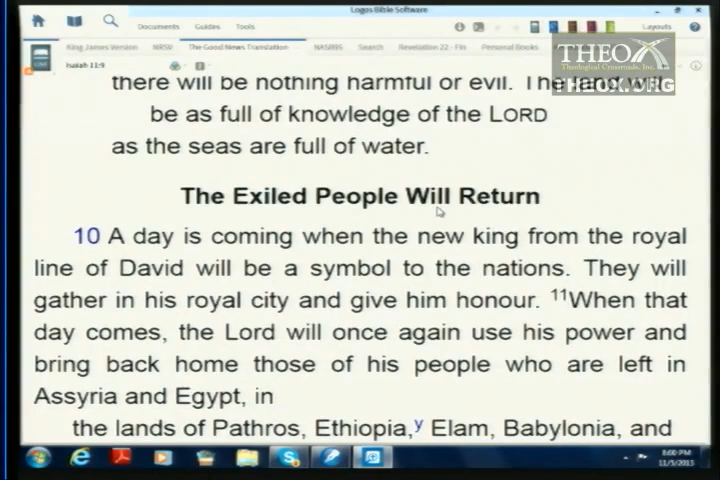 Logos Bible Software
Documents Guides Tools
Layouts
King James Version NRSV The Good News Translation NASB95 Search Revelation 22 - Personal Books
Isaiah 11:9
THEOX
Theological Crossroads, Inc.
THEOX.ORG
there will be nothing harmful or evil. The land will
be as full of knowledge of the LORD
as the seas are full of water.
The Exiled People Will Return
10 A day is coming when the new king from the royal
line of David will be a symbol to the nations. They will
gather in his royal city and give him honour. 11When that
day comes, the Lord will once again use his power and
bring back home those of his people who are left in
Assyria and Egypt, in
the lands of Pathros, Ethiopia,y Elam, Babylonia, and
8:00 PM
11/5/2013